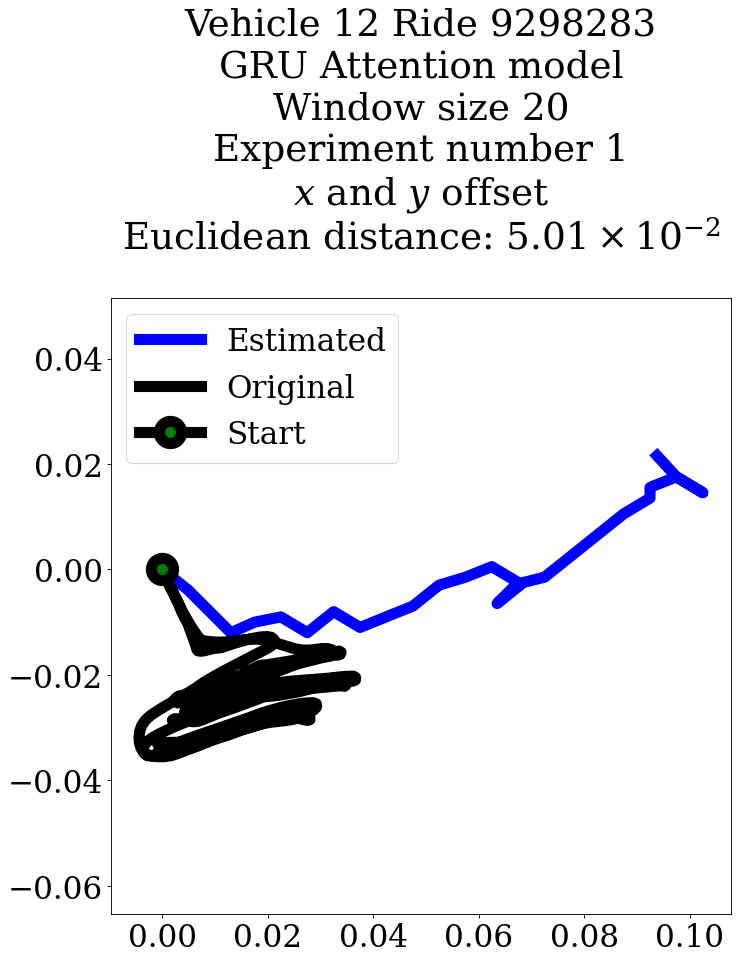 Vehicle 12 Ride 9298283
GRU Attention model
Window size 20
Experiment number 1
x and y offset
Euclidean distance: 5.01 × 10⁻²
Estimated
Original
Start
0.04
0.02
0.00
−0.02
−0.04
−0.06
0.00 0.02 0.04 0.06 0.08 0.10